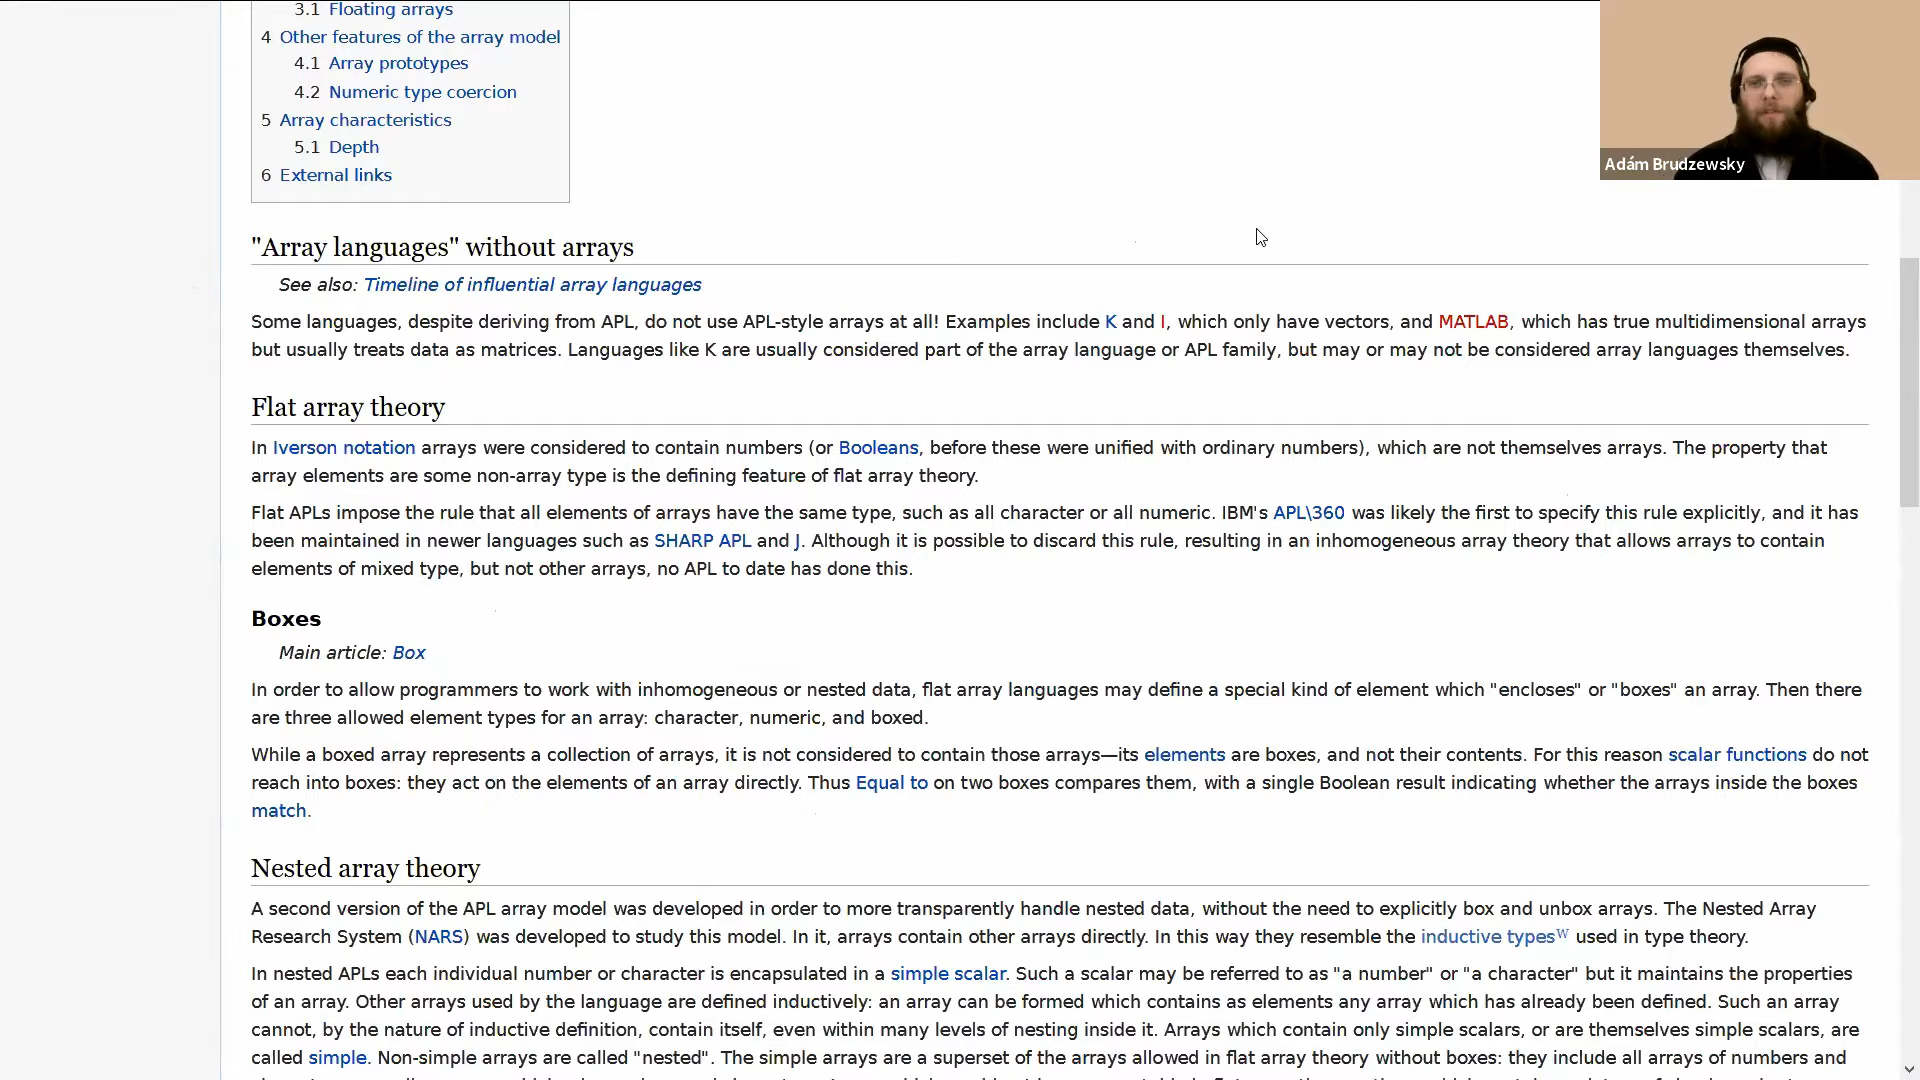 3.1 Floating arrays
4 Other features of the array model
4.1 Array prototypes
4.2 Numeric type coercion
5 Array characteristics
5.1 Depth
6 External links
Adám Brudzewsky
"Array languages" without arrays
See also: Timeline of influential array languages
Some languages, despite deriving from APL, do not use APL-style arrays at all! Examples include K and I, which only have vectors, and MATLAB, which has true multidimensional arrays
but usually treats data as matrices. Languages like K are usually considered part of the array language or APL family, but may or may not be considered array languages themselves.
Flat array theory
In Iverson notation arrays were considered to contain numbers (or Booleans, before these were unified with ordinary numbers), which are not themselves arrays. The property that
array elements are some non-array type is the defining feature of flat array theory.
Flat APLs impose the rule that all elements of arrays have the same type, such as all character or all numeric. IBM's APL\360 was likely the first to specify this rule explicitly, and it has
been maintained in newer languages such as SHARP APL and J. Although it is possible to discard this rule, resulting in an inhomogeneous array theory that allows arrays to contain
elements of mixed type, but not other arrays, no APL to date has done this.
Boxes
Main article: Box
In order to allow programmers to work with inhomogeneous or nested data, flat array languages may define a special kind of element which "encloses" or "boxes" an array. Then there
are three allowed element types for an array: character, numeric, and boxed.
While a boxed array represents a collection of arrays, it is not considered to contain those arrays—its elements are boxes, and not their contents. For this reason scalar functions do not
reach into boxes: they act on the elements of an array directly. Thus Equal to on two boxes compares them, with a single Boolean result indicating whether the arrays inside the boxes
match.
Nested array theory
A second version of the APL array model was developed in order to more transparently handle nested data, without the need to explicitly box and unbox arrays. The Nested Array
Research System (NARS) was developed to study this model. In it, arrays contain other arrays directly. In this way they resemble the inductive typesᵂ used in type theory.
In nested APLs each individual number or character is encapsulated in a simple scalar. Such a scalar may be referred to as "a number" or "a character" but it maintains the properties
of an array. Other arrays used by the language are defined inductively: an array can be formed which contains as elements any array which has already been defined. Such an array
cannot, by the nature of inductive definition, contain itself, even within many levels of nesting inside it. Arrays which contain only simple scalars, or are themselves simple scalars, are
called simple. Non-simple arrays are called "nested". The simple arrays are a superset of the arrays allowed in flat array theory without boxes: they include all arrays of numbers and